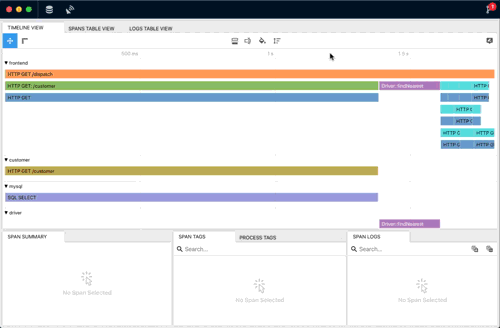 1
TIMELINE VIEW SPANS TABLE VIEW LOGS TABLE VIEW
500 ms 1 s 1.5 s
frontend
HTTP GET /dispatch
HTTP GET: /customer Driver::findNearest HTTP G
HTTP GET HTTP G
HTTP G
HTTP G
HTTP G HTTP G
HTTP G HTTP G
customer
HTTP GET /customer
mysql
SQL SELECT
driver
Driver::findNearest
SPAN SUMMARY SPAN TAGS PROCESS TAGS SPAN LOGS
Search... Search...
No Span Selected No Span Selected No Span Selected